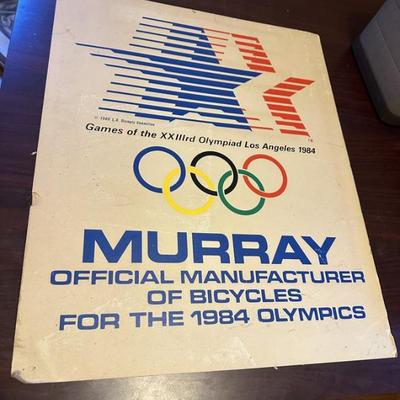 © 1980 L.A. Olympic Committee
Games of the XXIIIrd Olympiad Los Angeles 1984
MURRAY
OFFICIAL MANUFACTURER
OF BICYCLES
FOR THE 1984 OLYMPICS